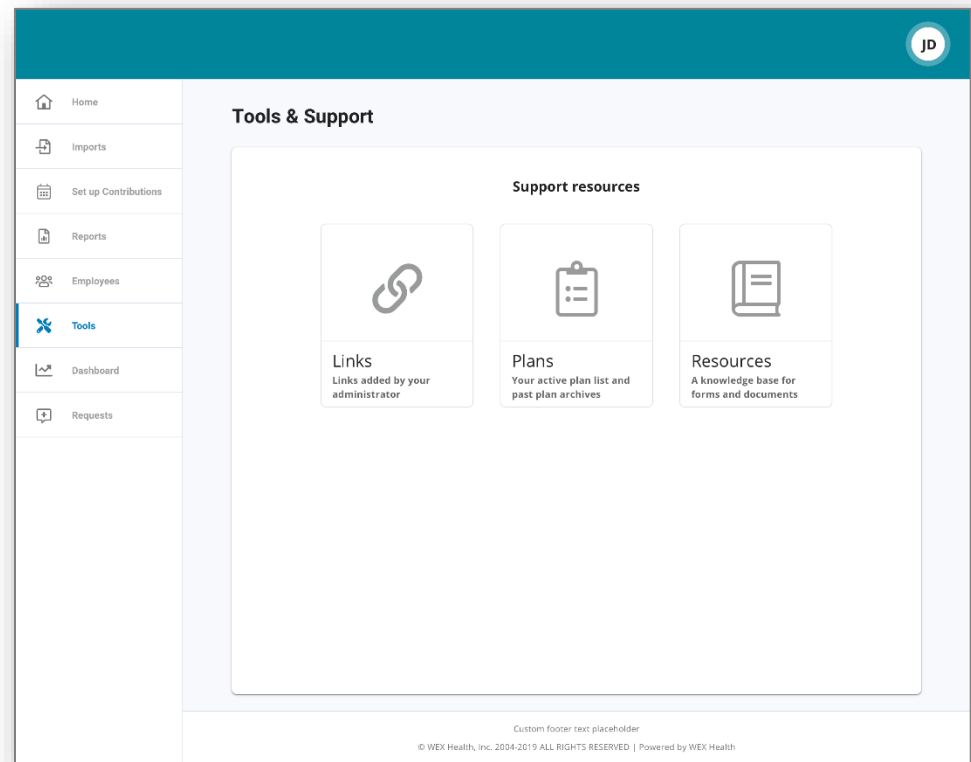 JD
Home
Imports
Set up Contributions
Reports
Employees
Tools
Dashboard
Requests
Tools & Support
Support resources
Links
Links added by your
administrator
Plans
Your active plan list and
past plan archives
Resources
A knowledge base for
forms and documents
Custom footer text placeholder
© WEX Health, Inc. 2004-2019 ALL RIGHTS RESERVED | Powered by WEX Health